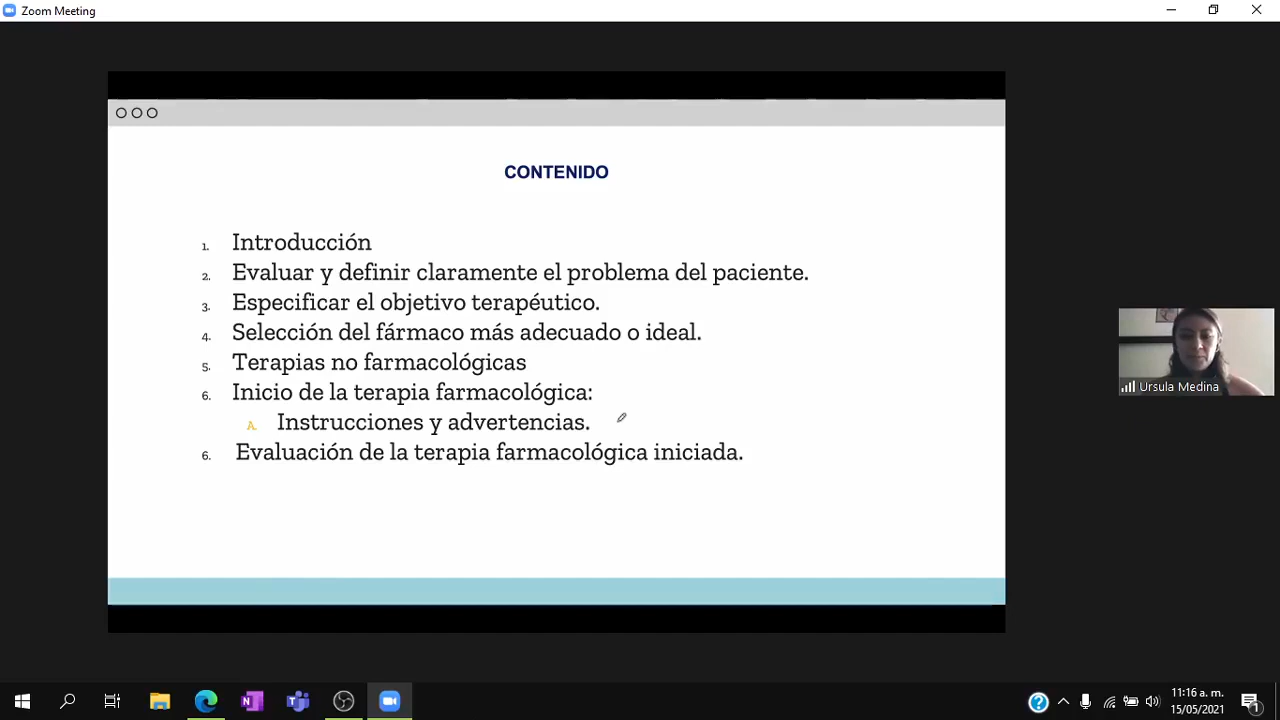 Zoom Meeting
CONTENIDO
1. Introducción
2. Evaluar y definir claramente el problema del paciente.
3. Especificar el objetivo terapéutico.
4. Selección del fármaco más adecuado o ideal.
5. Terapias no farmacológicas
6. Inicio de la terapia farmacológica:
A. Instrucciones y advertencias.
6. Evaluación de la terapia farmacológica iniciada.
Ursula Medina
11:16 a. m.
15/05/2021
1